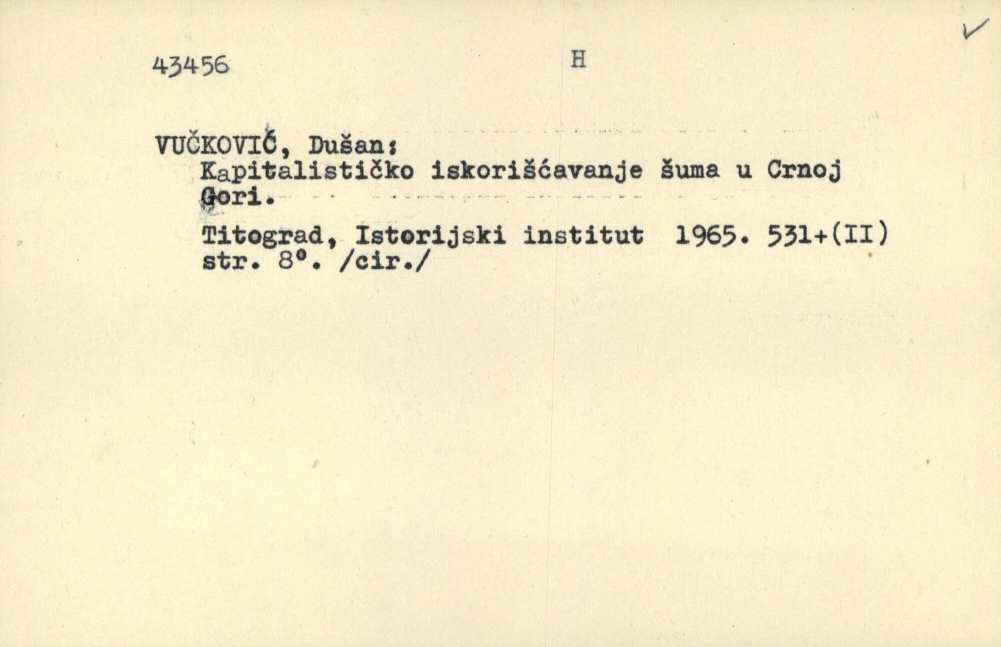 43456 H
VUČKOVIĆ, Dušan:
Kapitalističko iskorišćavanje šuma u Crnoj
Gori.
Titograd, Istorijski institut 1965. 531+(II)
str. 8°. /cir./